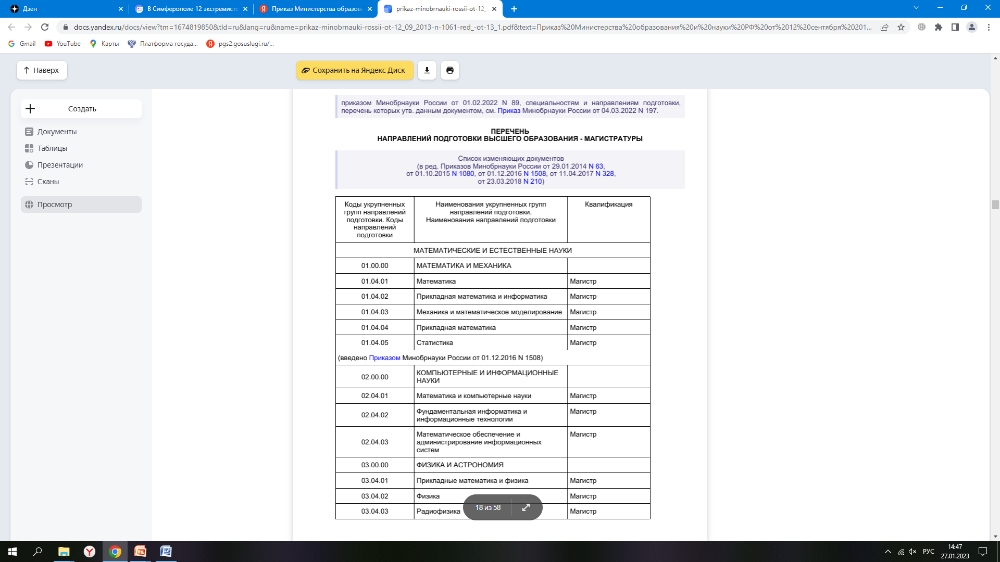 Дзен
В Симферополе 12 экстремисто
Приказ Министерства образова
prikaz-minobrnauki-rossii-ot-12_
docs.yandex.ru/docs/view?tm=1674819850&tld=ru&lang=ru&name=prikaz-minobrnauki-rossii-ot-12_09_2013-n-1061-red_-ot-13_1.pdf&text=Приказ%20Министерства%20образования%20и%20науки%20РФ%20от%2012%20сентября%20201...
Gmail
YouTube
Карты
Платформа госуда...
pgs2.gosuslugi.ru/...
Наверх
Сохранить на Яндекс Диск
Создать
Документы
Таблицы
Презентации
Сканы
Просмотр
приказом Минобрнауки России от 01.02.2022 N 89, специальностям и направлениям подготовки,
перечень которых утв. данным документом, см. Приказ Минобрнауки России от 04.03.2022 N 197.
ПЕРЕЧЕНЬ
НАПРАВЛЕНИЙ ПОДГОТОВКИ ВЫСШЕГО ОБРАЗОВАНИЯ - МАГИСТРАТУРЫ
Список изменяющих документов
(в ред. Приказов Минобрнауки России от 29.01.2014 N 63,
от 01.10.2015 N 1080, от 01.12.2016 N 1508, от 11.04.2017 N 328,
от 23.03.2018 N 210)
Коды укрупненных
групп направлений
подготовки. Коды
направлений
подготовки
Наименования укрупненных групп
направлений подготовки.
Наименования направлений подготовки
Квалификация
МАТЕМАТИЧЕСКИЕ И ЕСТЕСТВЕННЫЕ НАУКИ
01.00.00 МАТЕМАТИКА И МЕХАНИКА
01.04.01 Математика Магистр
01.04.02 Прикладная математика и информатика Магистр
01.04.03 Механика и математическое моделирование Магистр
01.04.04 Прикладная математика Магистр
01.04.05 Статистика Магистр
(введено Приказом Минобрнауки России от 01.12.2016 N 1508)
02.00.00 КОМПЬЮТЕРНЫЕ И ИНФОРМАЦИОННЫЕ
НАУКИ
02.04.01 Математика и компьютерные науки Магистр
02.04.02 Фундаментальная информатика и
информационные технологии Магистр
02.04.03 Математическое обеспечение и
администрирование информационных
систем Магистр
03.00.00 ФИЗИКА И АСТРОНОМИЯ
03.04.01 Прикладные математика и физика Магистр
03.04.02 Физика Магистр
03.04.03 Радиофизика Магистр
18 из 58
РУС
14:47
27.01.2023